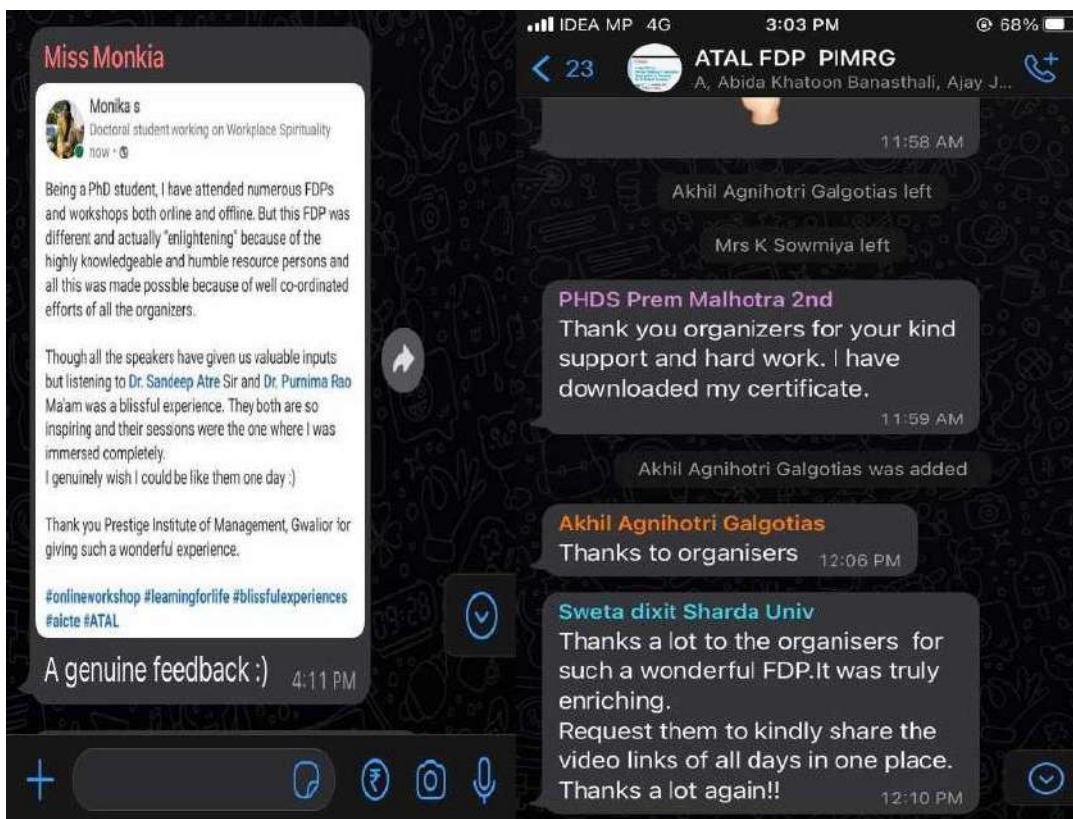 Miss Monkia
Monika s
Doctoral student working on Workplace Spirituality
now •
Being a PhD student, I have attended numerous FDPs
and workshops both online and offline. But this FDP was
different and actually "enlightening" because of the
highly knowledgeable and humble resource persons and
all this was made possible because of well co-ordinated
efforts of all the organizers.
Though all the speakers have given us valuable inputs
but listening to Dr. Sandeep Atre Sir and Dr. Purnima Rao
Ma'am was a blissful experience. They both are so
inspiring and their sessions were the one where I was
immersed completely.
I genuinely wish I could be like them one day :)
Thank you Prestige Institute of Management, Gwalior for
giving such a wonderful experience.
#onlineworkshop #learningforlife #blissfulexperiences
#aicte #ATAL
A genuine feedback :) 4:11 PM
IDEA MP 4G 3:03 PM 68%
23 ATAL FDP PIMRG
A, Abida Khatoon Banasthali, Ajay J...
11:58 AM
Akhil Agnihotri Galgotias left
Mrs K Sowmiya left
PHDS Prem Malhotra 2nd
Thank you organizers for your kind
support and hard work. I have
downloaded my certificate.
11:59 AM
Akhil Agnihotri Galgotias was added
Akhil Agnihotri Galgotias
Thanks to organisers 12:06 PM
Sweta dixit Sharda Univ
Thanks a lot to the organisers for
such a wonderful FDP.It was truly
enriching.
Request them to kindly share the
video links of all days in one place.
Thanks a lot again!! 12:10 PM